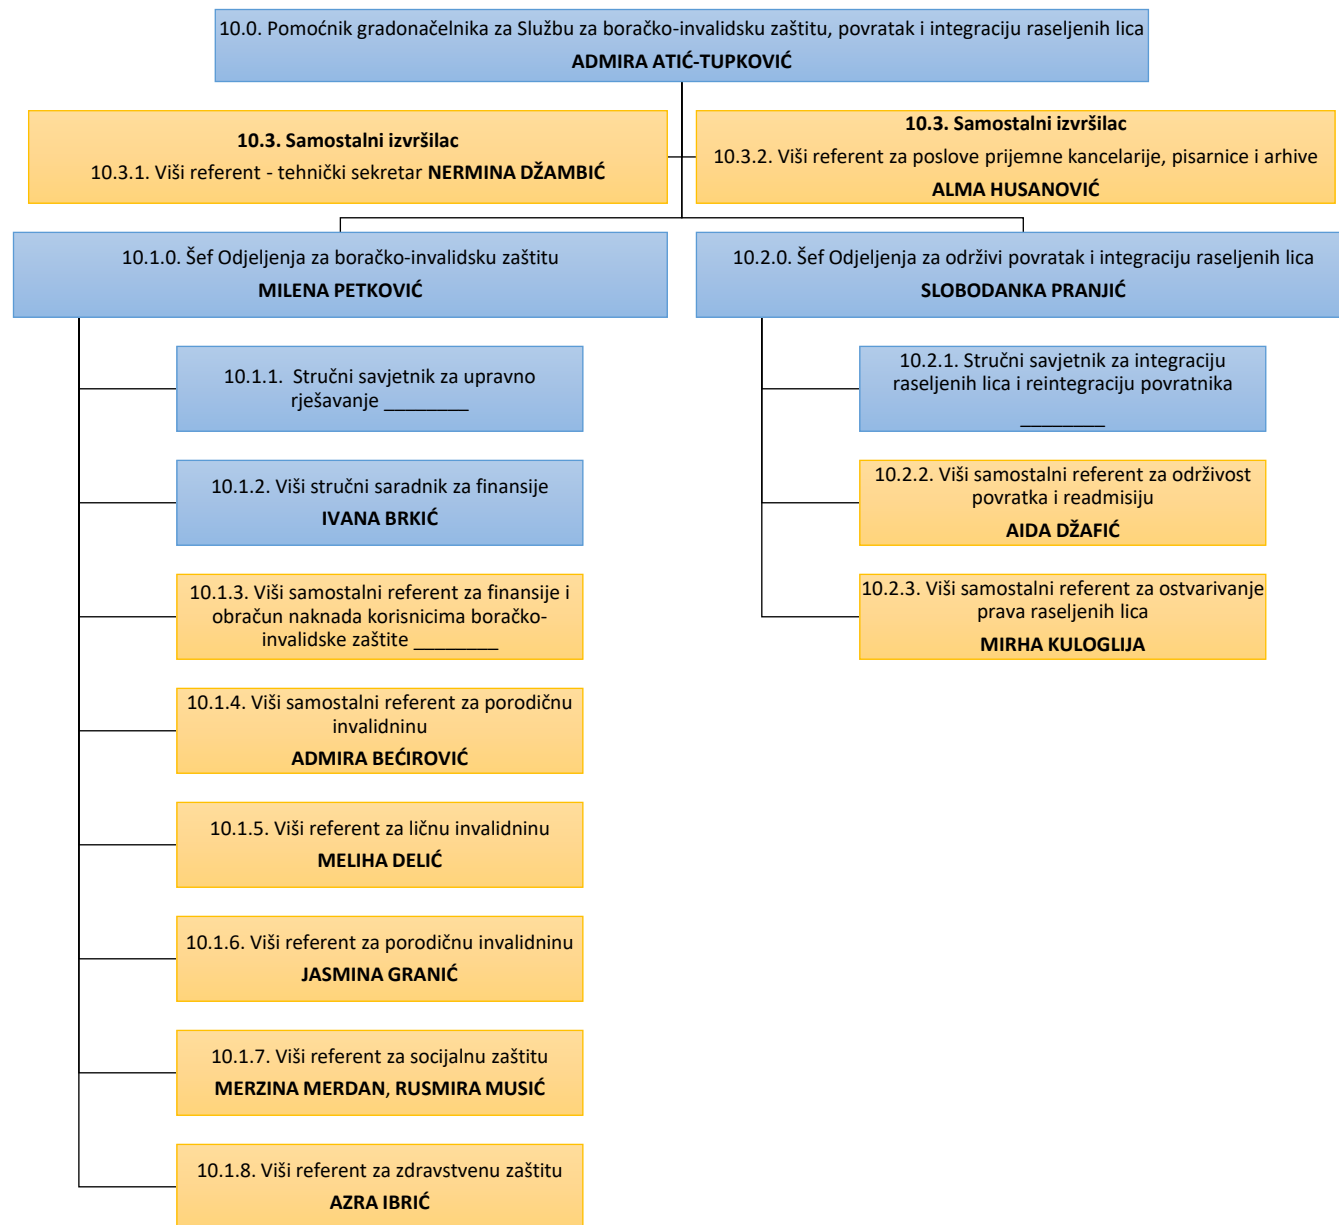 10.0. Pomoćnik gradonačelnika za Službu za boračko-invalidsku zaštitu, povratak i integraciju raseljenih lica
ADMIRA ATIĆ-TUPKOVIĆ
10.3. Samostalni izvršilac
10.3.1. Viši referent - tehnički sekretar NERMINA DŽAMBIĆ
10.3. Samostalni izvršilac
10.3.2. Viši referent za poslove prijemne kancelarije, pisarnice i arhive
ALMA HUSANOVIĆ
10.1.0. Šef Odjeljenja za boračko-invalidsku zaštitu
MILENA PETKOVIĆ
10.1.1. Stručni savjetnik za upravno
rješavanje ________
10.1.2. Viši stručni saradnik za finansije
IVANA BRKIĆ
10.1.3. Viši samostalni referent za finansije i
obračun naknada korisnicima boračko-
invalidske zaštite ________
10.1.4. Viši samostalni referent za porodičnu
invalidninu
ADMIRA BEĆIROVIĆ
10.1.5. Viši referent za ličnu invalidninu
MELIHA DELIĆ
10.1.6. Viši referent za porodičnu invalidninu
JASMINA GRANIĆ
10.1.7. Viši referent za socijalnu zaštitu
MERZINA MERDAN, RUSMIRA MUSIĆ
10.1.8. Viši referent za zdravstvenu zaštitu
AZRA IBRIĆ
10.2.0. Šef Odjeljenja za održivi povratak i integraciju raseljenih lica
SLOBODANKA PRANJIĆ
10.2.1. Stručni savjetnik za integraciju
raseljenih lica i reintegraciju povratnika
________
10.2.2. Viši samostalni referent za održivost
povratka i readmisiju
AIDA DŽAFIĆ
10.2.3. Viši samostalni referent za ostvarivanje
prava raseljenih lica
MIRHA KULOGLIJA